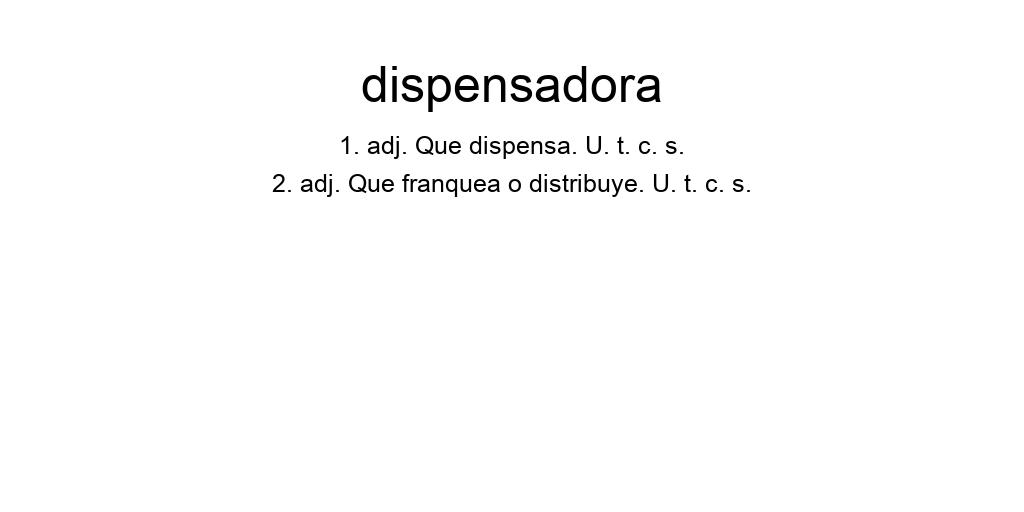 dispensadora
1. adj. Que dispensa. U. t. c. s.
2. adj. Que franquea o distribuye. U. t. c. s.